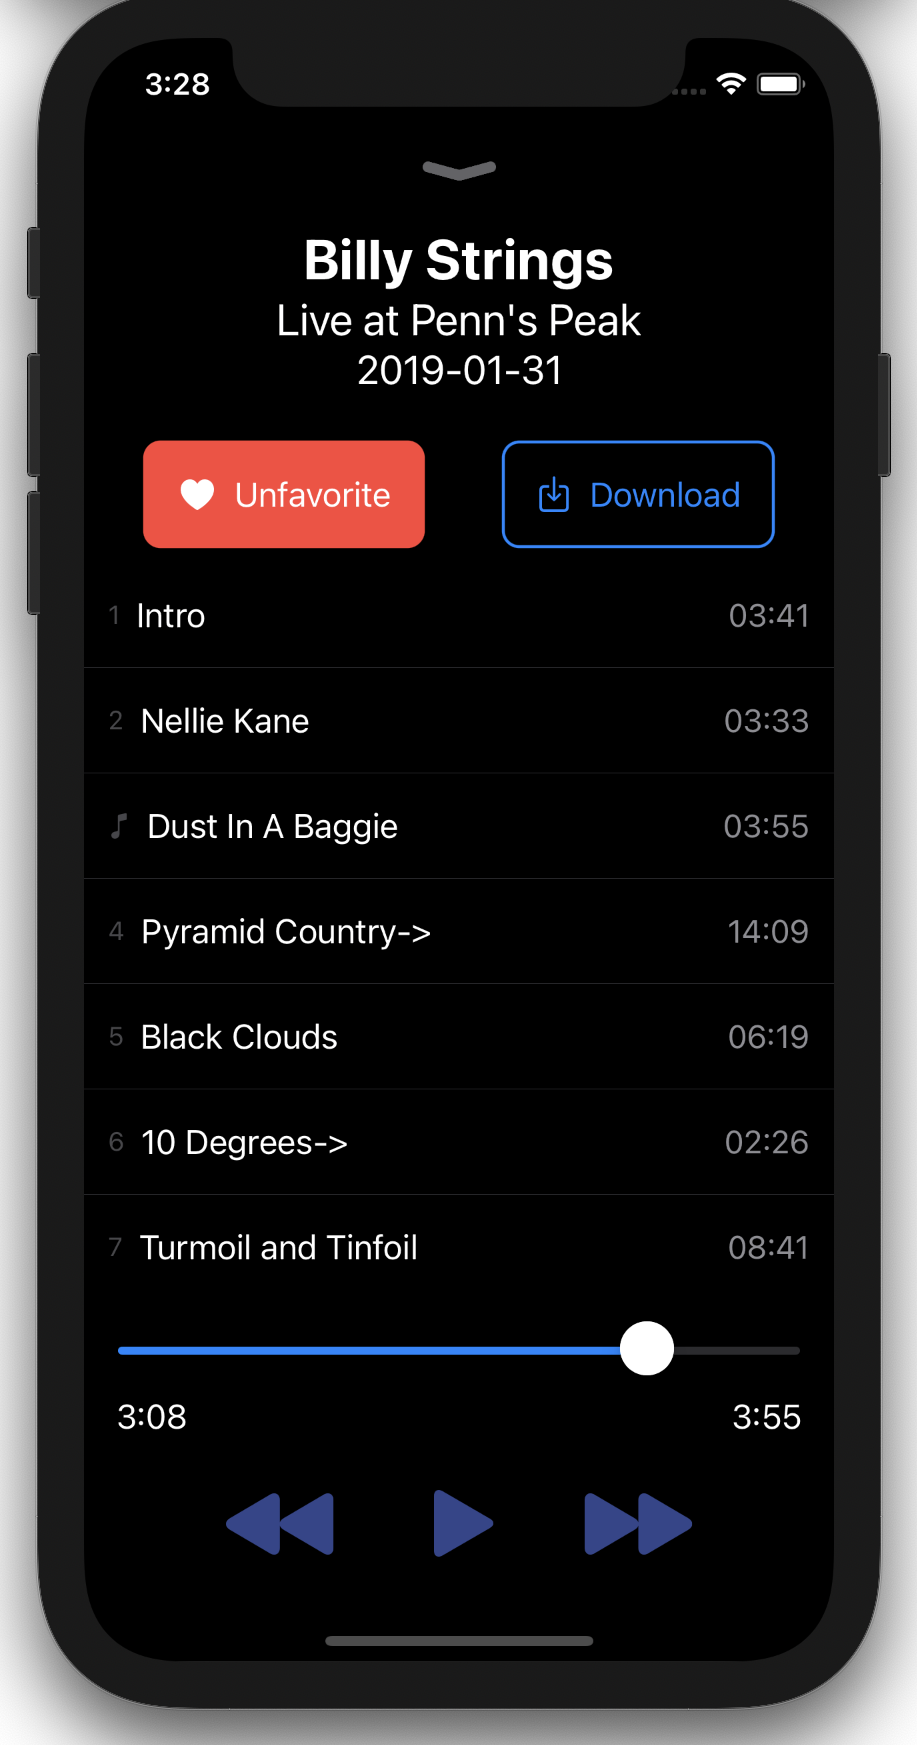 3:28
Billy Strings
Live at Penn's Peak
2019-01-31
Unfavorite Download
1 Intro 03:41
2 Nellie Kane 03:33
Dust In A Baggie 03:55
4 Pyramid Country-> 14:09
5 Black Clouds 06:19
6 10 Degrees-> 02:26
7 Turmoil and Tinfoil 08:41
3:08 3:55